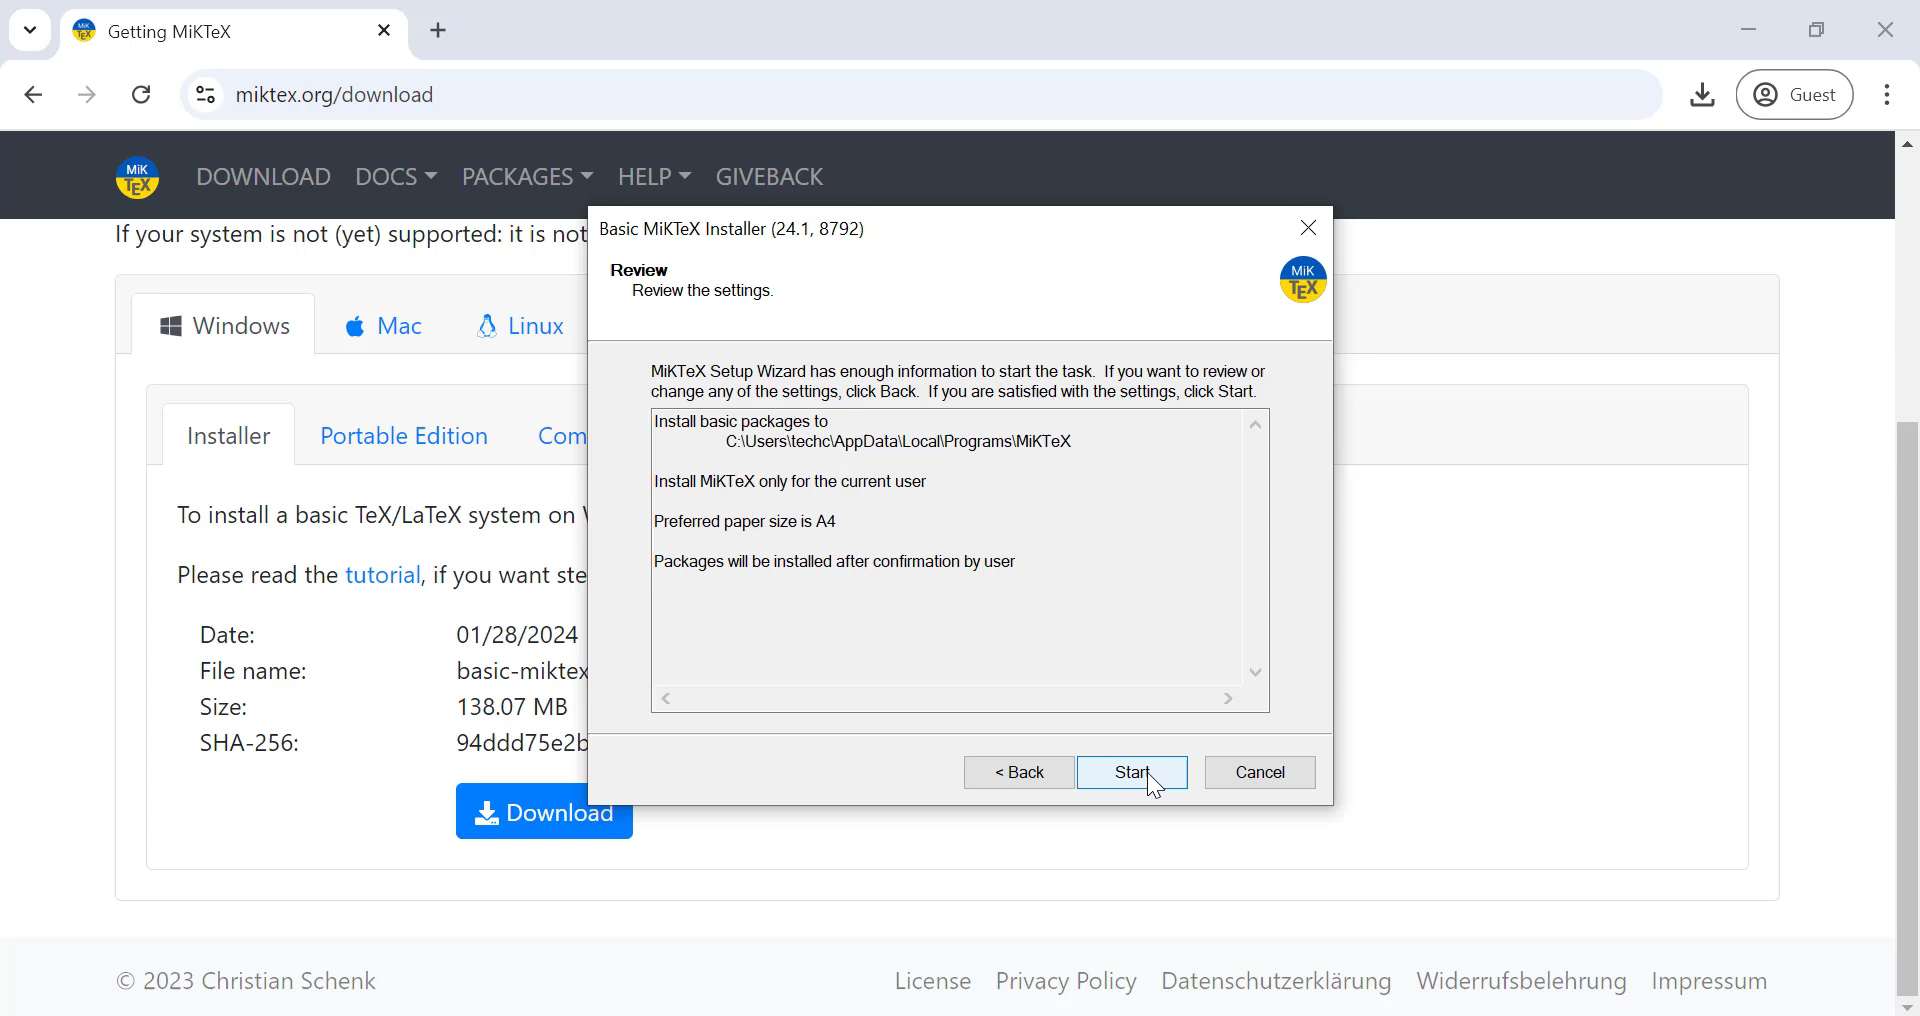 Getting MiKTeX
miktex.org/download
Guest
MiK
TEX
DOWNLOAD DOCS PACKAGES HELP GIVEBACK
If your system is not (yet) supported: it is not
Windows Mac Linux
Installer Portable Edition Com
To install a basic TeX/LaTeX system on
Please read the tutorial, if you want ste
Date: 01/28/2024
File name: basic-miktex
Size: 138.07 MB
SHA-256: 94ddd75e2b
Download
Basic MiKTeX Installer (24.1, 8792)
Review
Review the settings.
MiK
TEX
MiKTeX Setup Wizard has enough information to start the task. If you want to review or
change any of the settings, click Back. If you are satisfied with the settings, click Start.
Install basic packages to
C:\Users\techc\AppData\Local\Programs\MiKTeX
Install MiKTeX only for the current user
Preferred paper size is A4
Packages will be installed after confirmation by user
< Back Start Cancel
© 2023 Christian Schenk
License Privacy Policy Datenschutzerklärung Widerrufsbelehrung Impressum